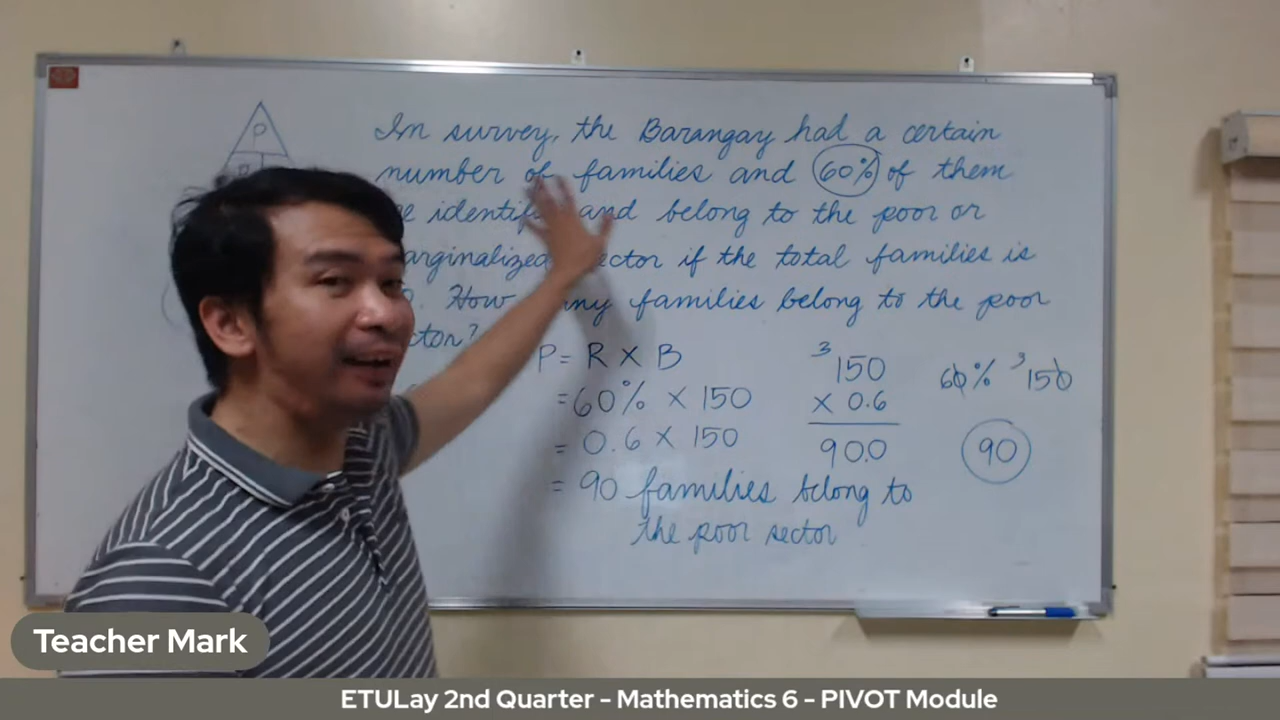 P
In survey, the Barangay had a certain
number of families and 60% of them
identif and belong to the poor or
arginalized sector if the total families is
. How ny families belong to the poor
ctor?
P = R X B
= 60% X 150
= 0.6 X 150
= 90 families belong to
the poor sector
3
150
X 0.6
90.0
60% 3 150
90
Teacher Mark
ETULay 2nd Quarter - Mathematics 6 - PIVOT Module